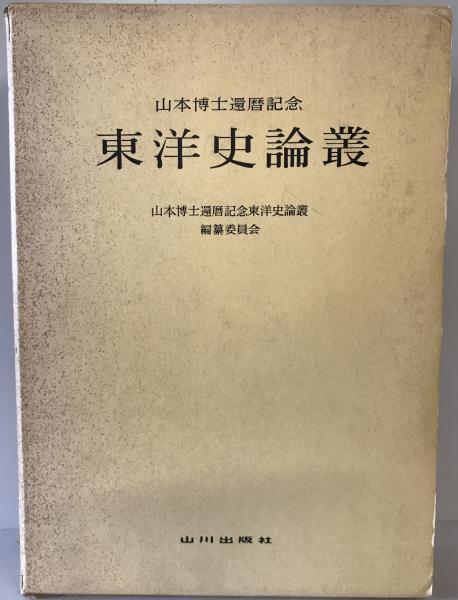 山本博士還暦記念
東洋史論叢
山本博士還暦記念東洋史論叢
編纂委員会
山川出版社